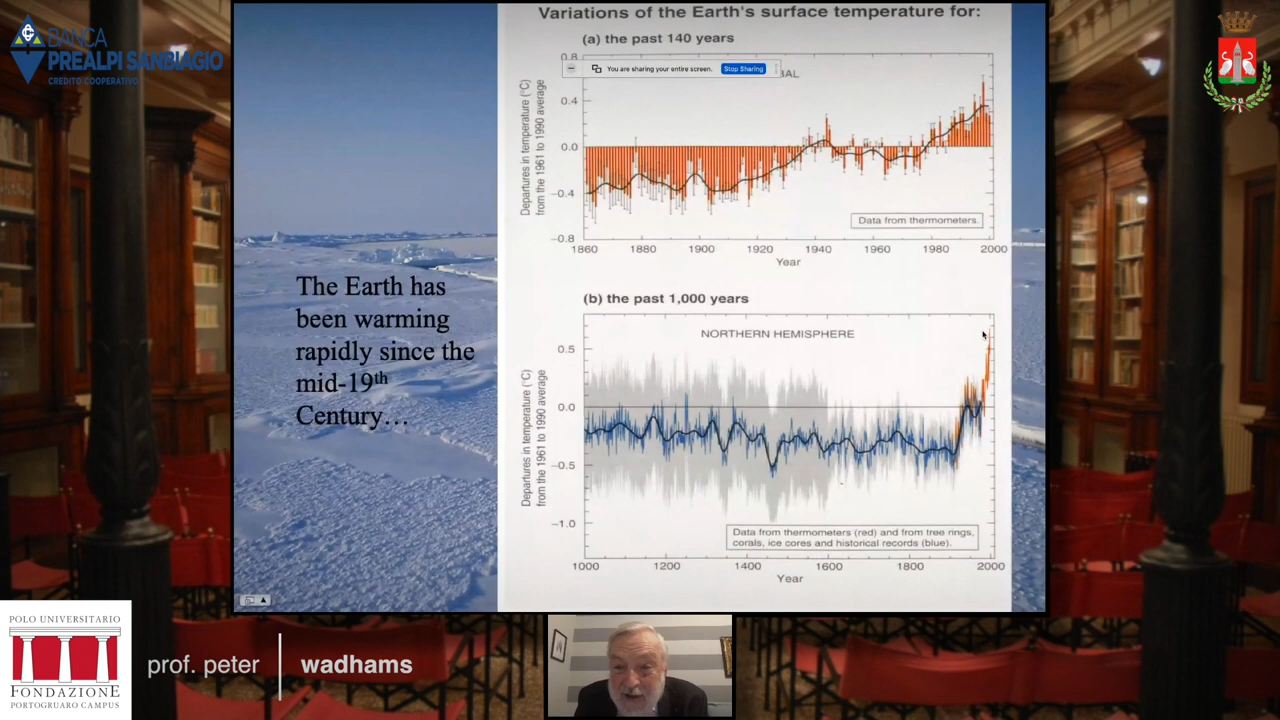 BANCA
PREALPI SANBIAGIO
CREDITO COOPERATIVO
Variations of the Earth's surface temperature for:
(a) the past 140 years
You are sharing your entire screen.
Stop Sharing
BAL
Departures in temperature (°C)
from the 1961 to 1990 average
0.8
0.4
0.0
−0.4
−0.8
Data from thermometers.
1860 1880 1900 1920 1940 1960 1980 2000
Year
The Earth has
been warming
rapidly since the
mid-19th
Century…
(b) the past 1,000 years
NORTHERN HEMISPHERE
Departures in temperature (°C)
from the 1961 to 1990 average
0.5
0.0
−0.5
−1.0
Data from thermometers (red) and from tree rings,
corals, ice cores and historical records (blue).
1000 1200 1400 1600 1800 2000
Year
POLO UNIVERSITARIO
FONDAZIONE
PORTOGRUARO CAMPUS
prof. peter
wadhams